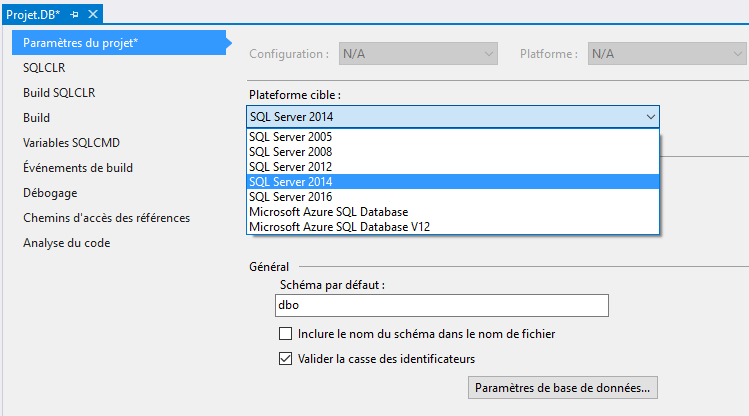 Projet.DB*
Paramètres du projet*
SQLCLR
Build SQLCLR
Build
Variables SQLCMD
Événements de build
Débogage
Chemins d'accès des références
Analyse du code
Configuration : N/A Platforme : N/A
Plateforme cible :
SQL Server 2014
SQL Server 2005
SQL Server 2008
SQL Server 2012
SQL Server 2014
SQL Server 2016
Microsoft Azure SQL Database
Microsoft Azure SQL Database V12
Général
Schéma par défaut :
dbo
Inclure le nom du schéma dans le nom de fichier
Valider la casse des identificateurs
Paramètres de base de données...